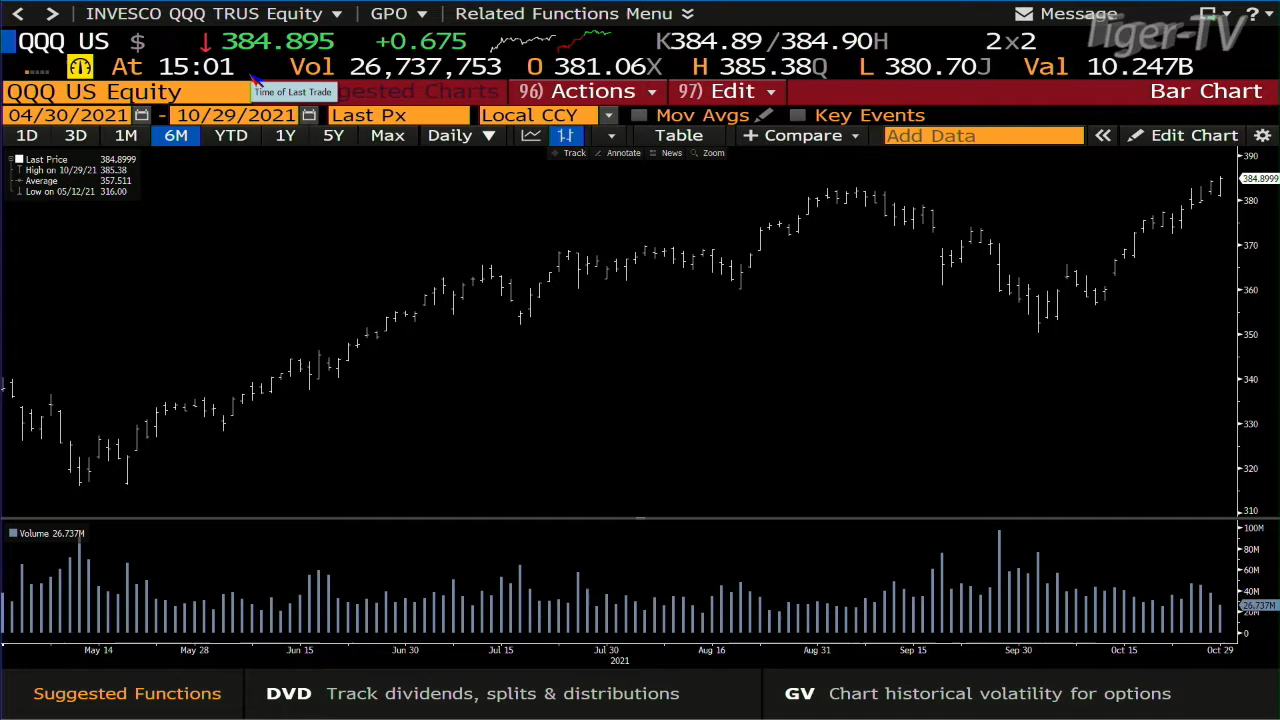 INVESCO QQQ TRUS Equity GPO Related Functions Menu Message ?
Tiger-TV
QQQ US $ ↓ 384.895 +0.675 K384.89/384.90H 2x2
At 15:01 Vol 26,737,753 O 381.06X H 385.38Q L 380.70J Val 10.247B
QQQ US Equity Time of Last Trade Suggested Charts 96) Actions 97) Edit Bar Chart
04/30/2021 - 10/29/2021 Last Px Local CCY Mov Avgs Key Events
1D 3D 1M 6M YTD 1Y 5Y Max Daily Table + Compare Add Data « Edit Chart
Track Annotate News Zoom
Last Price 384.8999
High on 10/29/21 385.38
Average 357.511
Low on 05/12/21 316.00
390
384.8999
380
370
360
350
340
330
320
310
Volume 26.737M
100M
80M
60M
40M
26.737M
20M
0
May 14 May 28 Jun 15 Jun 30 Jul 15 Jul 30 Aug 16 Aug 31 Sep 15 Sep 30 Oct 15 Oct 29
2021
Suggested Functions DVD Track dividends, splits & distributions GV Chart historical volatility for options